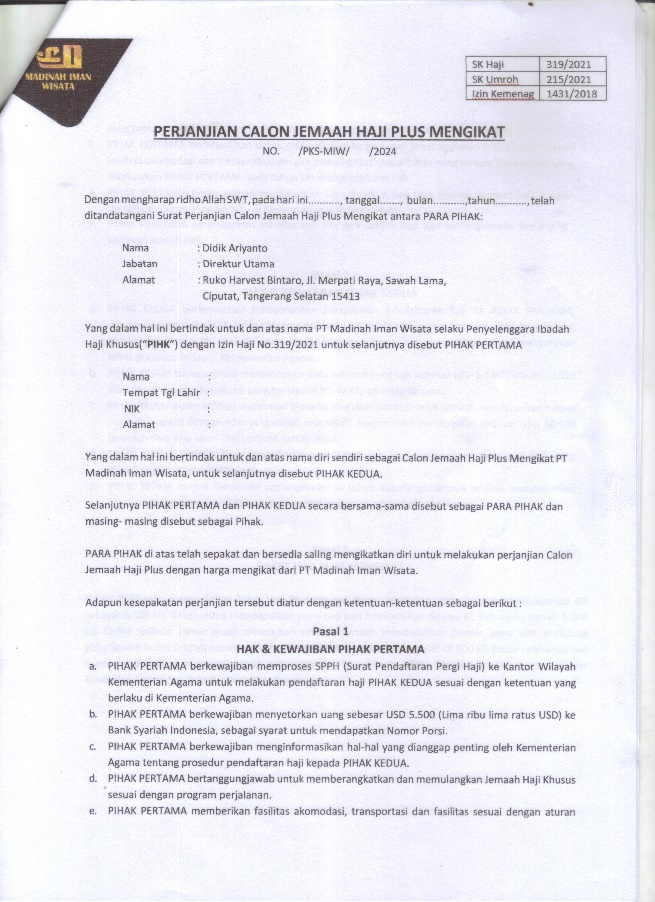 MADINAH IMAN
WISATA
SK Haji 319/2021
SK Umroh 215/2021
Izin Kemenag 1431/2018
PERJANJIAN CALON JEMAAH HAJI PLUS MENGIKAT
NO. /PKS-MIW/ /2024
Dengan mengharap ridho Allah SWT, pada hari ini..........., tanggal......., bulan...........,tahun..........., telah
ditandatangani Surat Perjanjian Calon Jemaah Haji Plus Mengikat antara PARA PIHAK:
Nama : Didik Ariyanto
Jabatan : Direktur Utama
Alamat : Ruko Harvest Bintaro, Jl. Merpati Raya, Sawah Lama,
Ciputat, Tangerang Selatan 15413
Yang dalam hal ini bertindak untuk dan atas nama PT Madinah Iman Wisata selaku Penyelenggara Ibadah
Haji Khusus("PIHK") dengan Izin Haji No.319/2021 untuk selanjutnya disebut PIHAK PERTAMA
Nama :
Tempat Tgl Lahir :
NIK :
Alamat :
Yang dalam hal ini bertindak untuk dan atas nama diri sendiri sebagai Calon Jemaah Haji Plus Mengikat PT
Madinah Iman Wisata, untuk selanjutnya disebut PIHAK KEDUA.
Selanjutnya PIHAK PERTAMA dan PIHAK KEDUA secara bersama-sama disebut sebagai PARA PIHAK dan
masing- masing disebut sebagai Pihak.
PARA PIHAK di atas telah sepakat dan bersedia saling mengikatkan diri untuk melakukan perjanjian Calon
Jemaah Haji Plus dengan harga mengikat dari PT Madinah Iman Wisata.
Adapun kesepakatan perjanjian tersebut diatur dengan ketentuan-ketentuan sebagai berikut :
Pasal 1
HAK & KEWAJIBAN PIHAK PERTAMA
a. PIHAK PERTAMA berkewajiban memproses SPPH (Surat Pendaftaran Pergi Haji) ke Kantor Wilayah
Kementerian Agama untuk melakukan pendaftaran haji PIHAK KEDUA sesuai dengan ketentuan yang
berlaku di Kementerian Agama.
b. PIHAK PERTAMA berkewajiban menyetorkan uang sebesar USD 5.500 (Lima ribu lima ratus USD) ke
Bank Syariah Indonesia, sebagai syarat untuk mendapatkan Nomor Porsi.
c. PIHAK PERTAMA berkewajiban menginformasikan hal-hal yang dianggap penting oleh Kementerian
Agama tentang prosedur pendaftaran haji kepada PIHAK KEDUA.
d. PIHAK PERTAMA bertanggungjawab untuk memberangkatkan dan memulangkan Jemaah Haji Khusus
sesuai dengan program perjalanan.
e. PIHAK PERTAMA memberikan fasilitas akomodasi, transportasi dan fasilitas sesuai dengan aturan